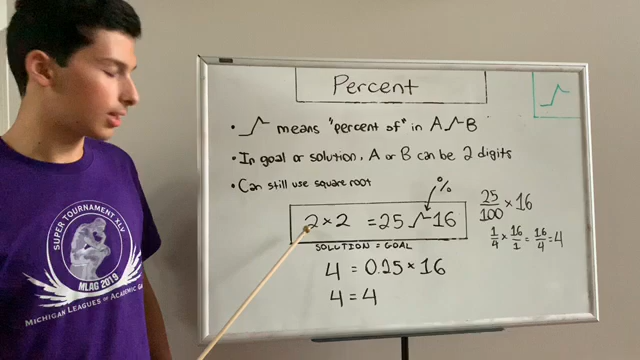 Percent
• means "percent of" in A B
• In goal or solution, A or B can be 2 digits
• Can still use square root
%
2 × 2 = 25 16
SOLUTION = GOAL
4 = 0.25 × 16
4 = 4
25/100 × 16
1/4 × 16/1 = 16/4 = 4
SUPER TOURNAMENT XLV
MLAG 2019
MICHIGAN LEAGUES OF ACADEMIC GA